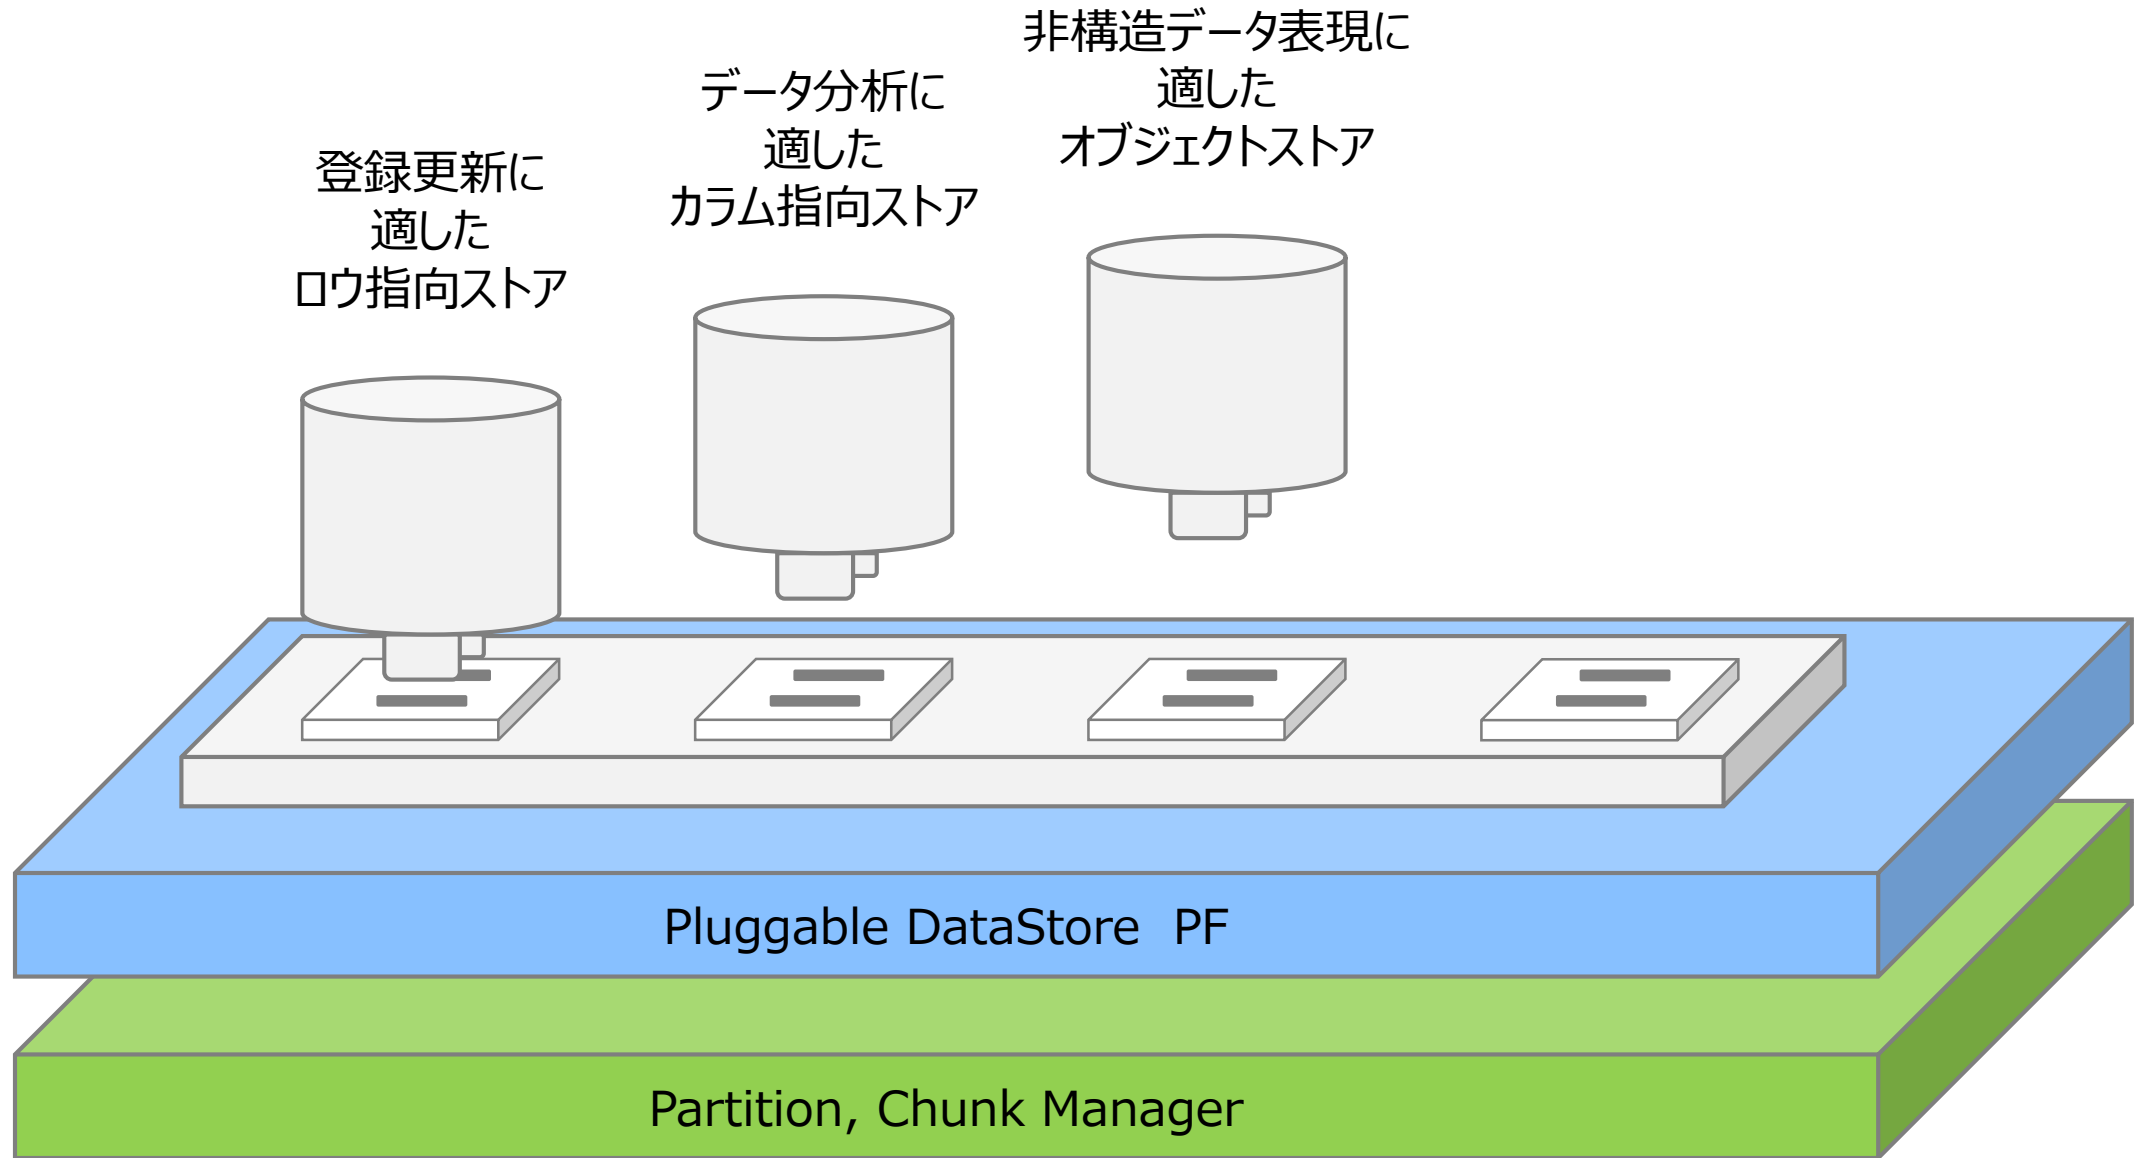 登録更新に
適した
ロウ指向ストア
データ分析に
適した
カラム指向ストア
非構造データ表現に
適した
オブジェクトストア
Pluggable DataStore  PF
Partition, Chunk Manager